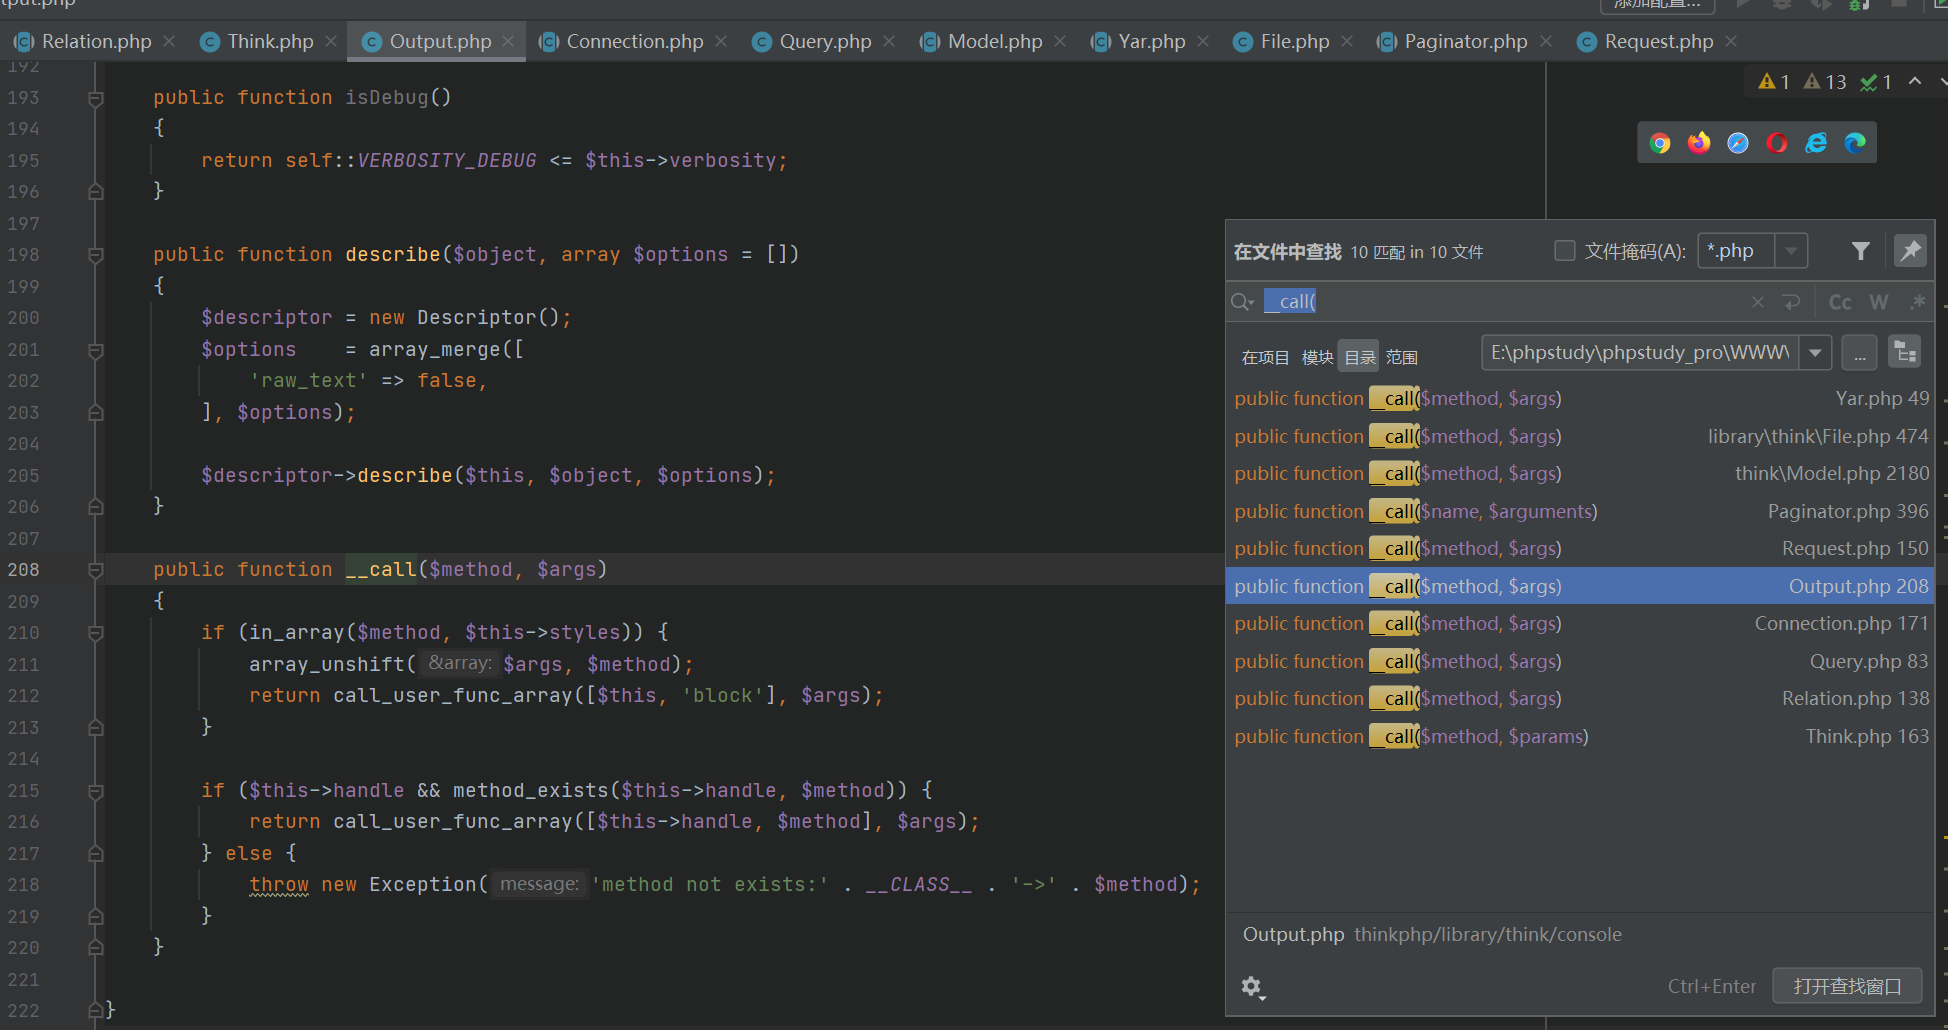 添加配置...
Relation.php Think.php Output.php Connection.php Query.php Model.php Yar.php File.php Paginator.php Request.php
1 13 1
192
193 public function isDebug()
194 {
195 return self::VERBOSITY_DEBUG <= $this->verbosity;
196 }
197
198 public function describe($object, array $options = [])
199 {
200 $descriptor = new Descriptor();
201 $options = array_merge([
202 'raw_text' => false,
203 ], $options);
204
205 $descriptor->describe($this, $object, $options);
206 }
207
208 public function __call($method, $args)
209 {
210 if (in_array($method, $this->styles)) {
211 array_unshift( &array: $args, $method);
212 return call_user_func_array([$this, 'block'], $args);
213 }
214
215 if ($this->handle && method_exists($this->handle, $method)) {
216 return call_user_func_array([$this->handle, $method], $args);
217 } else {
218 throw new Exception( message: 'method not exists:' . __CLASS__ . '->' . $method);
219 }
220 }
221
222 }
在文件中查找 10 匹配 in 10 文件 文件掩码(A): *.php
__call( Cc W .*
在项目 模块 目录 范围 E:\phpstudy\phpstudy_pro\WWW\ ...
public function __call($method, $args) Yar.php 49
public function __call($method, $args) library\think\File.php 474
public function __call($method, $args) think\Model.php 2180
public function __call($name, $arguments) Paginator.php 396
public function __call($method, $args) Request.php 150
public function __call($method, $args) Output.php 208
public function __call($method, $args) Connection.php 171
public function __call($method, $args) Query.php 83
public function __call($method, $args) Relation.php 138
public function __call($method, $params) Think.php 163
Output.php thinkphp/library/think/console
Ctrl+Enter 打开查找窗口